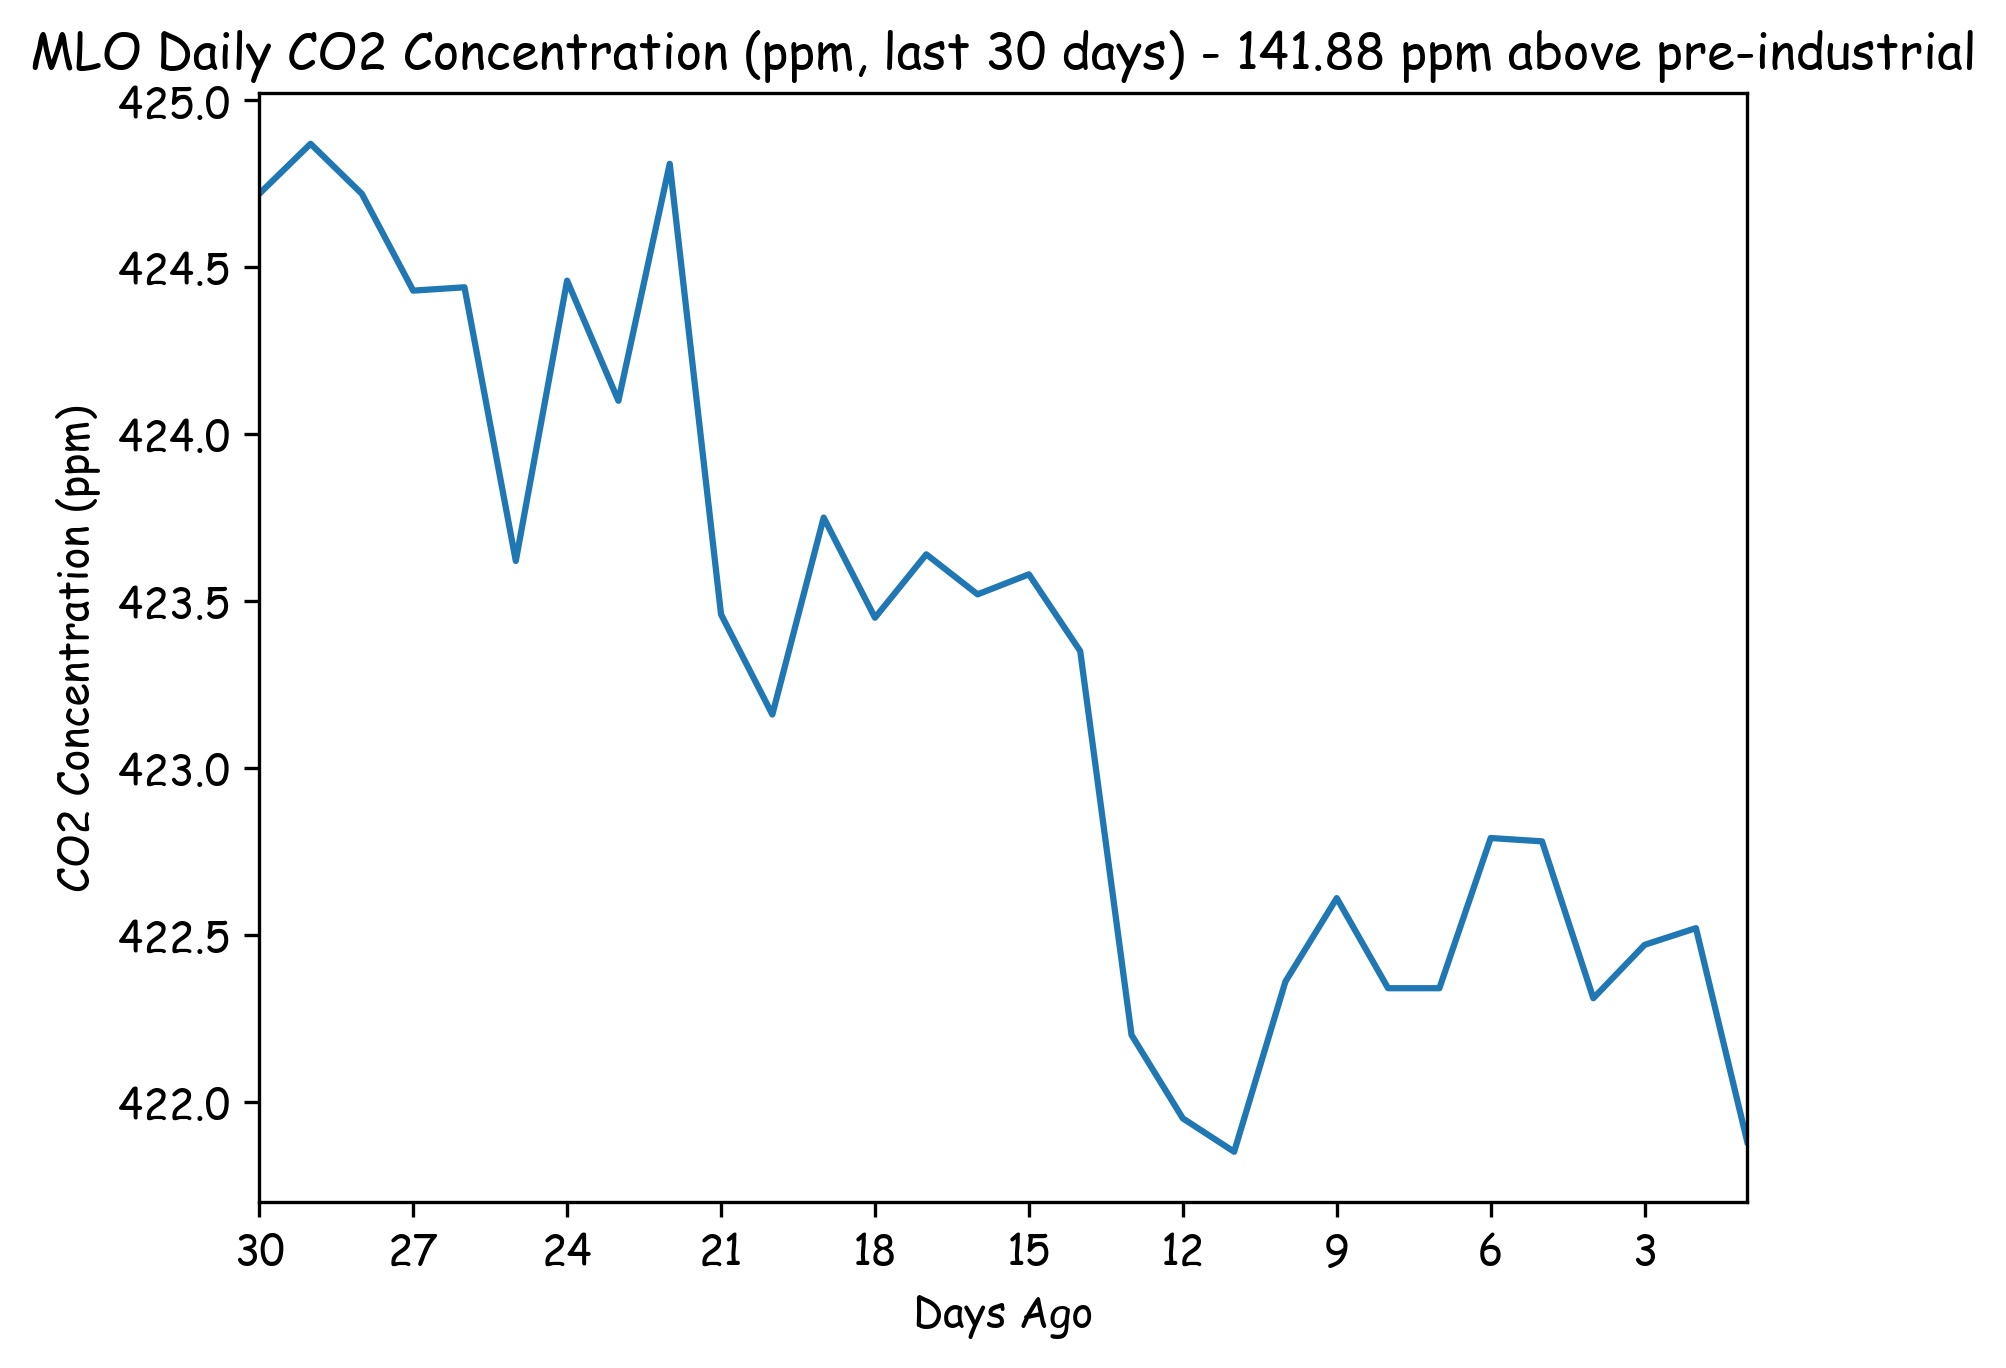 MLO Daily CO2 Concentration (ppm, last 30 days) - 141.88 ppm above pre-industrial
425.0
424.5
424.0
423.5
423.0
422.5
422.0
CO2 Concentration (ppm)
30 27 24 21 18 15 12 9 6 3
Days Ago